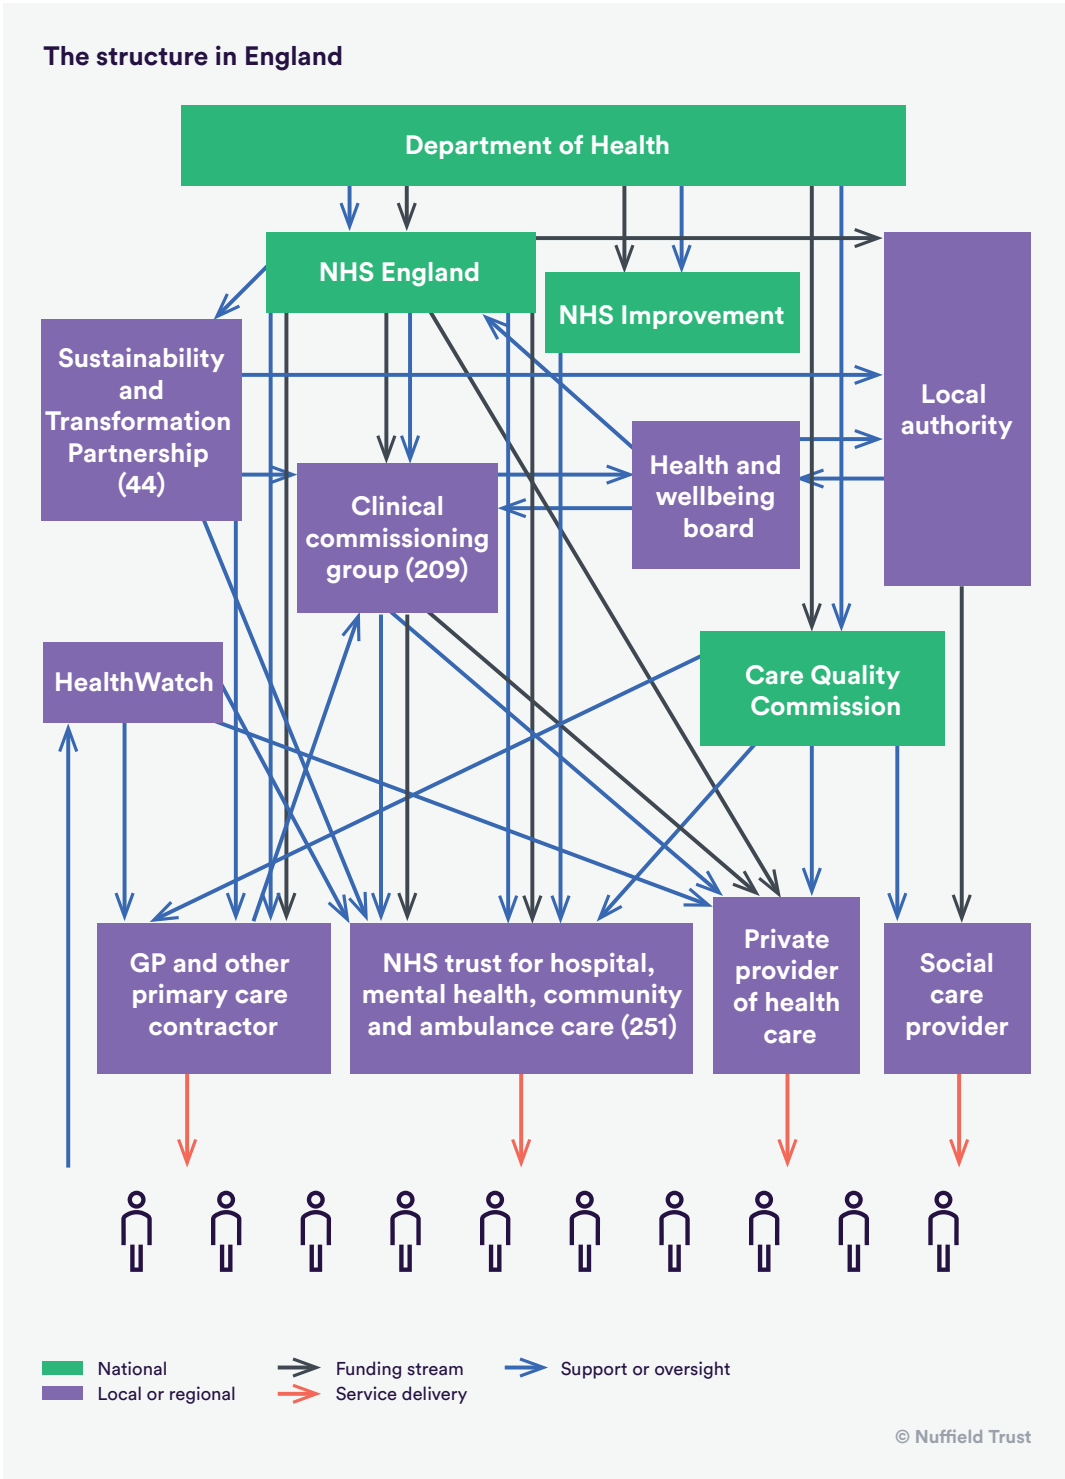 The structure in England
Department of Health
NHS England
NHS Improvement
Sustainability
and
Transformation
Partnership
(44)
Local
authority
Health and
wellbeing
board
Clinical
commissioning
group (209)
HealthWatch
Care Quality
Commission
GP and other
primary care
contractor
NHS trust for hospital,
mental health, community
and ambulance care (251)
Private
provider
of health
care
Social
care
provider
National
Funding stream
Support or oversight
Local or regional
Service delivery
© Nuffield Trust